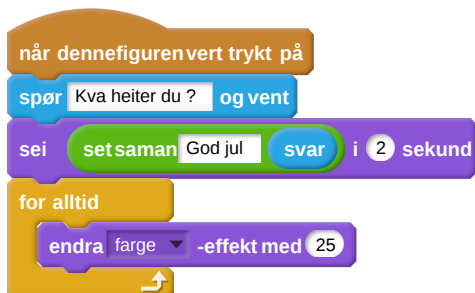 når dennefiguren vert trykt på
spør Kva heiter du ? og vent
sei set saman God jul svar i 2 sekund
for alltid
endra farge -effekt med 25